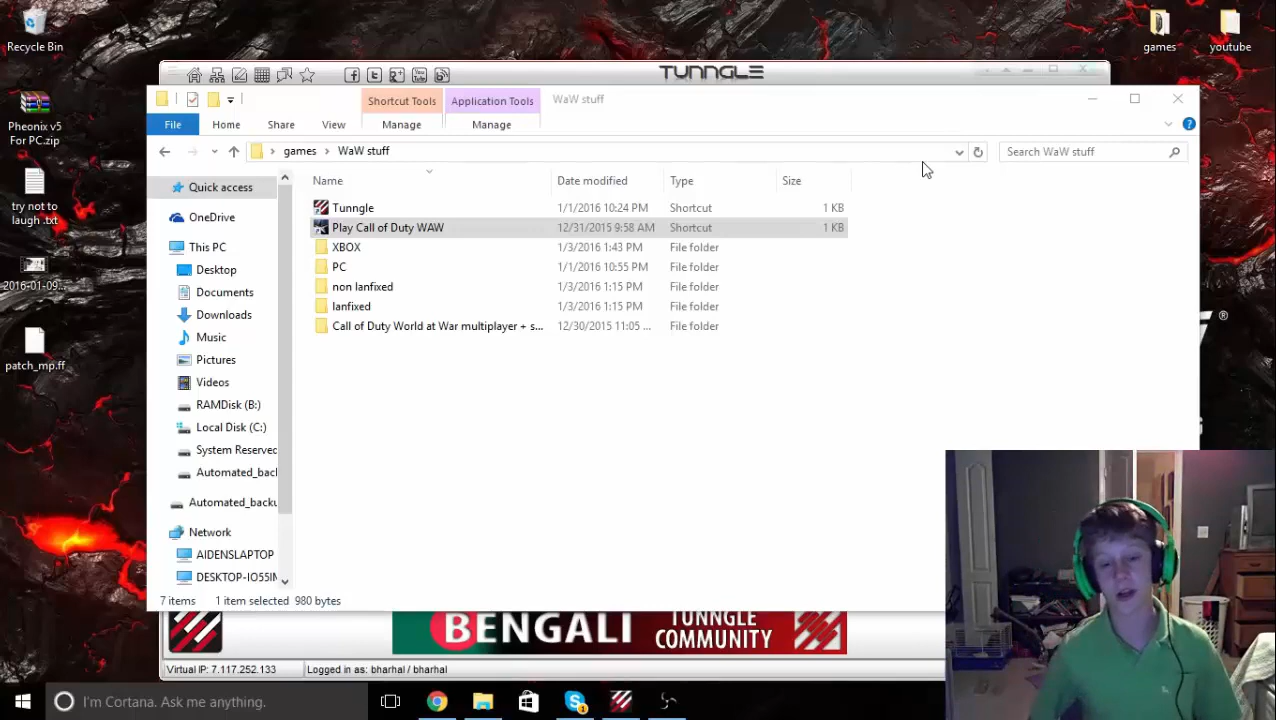 Recycle Bin
games
youtube
TUNNGLE
Pheonix v5
For PC.zip
try not to
laugh .txt
2016-01-09...
patch_mp.ff
Shortcut Tools
Application Tools
WaW stuff
File
Home
Share
View
Manage
Manage
games
WaW stuff
Search WaW stuff
Name
Date modified
Type
Size
Quick access
OneDrive
This PC
Desktop
Documents
Downloads
Music
Pictures
Videos
RAMDisk (B:)
Local Disk (C:)
System Reserved
Automated_bac
Automated_backu
Network
AIDENSLAPTOP
DESKTOP-IO55IM
Tunngle 1/1/2016 10:24 PM Shortcut 1 KB
Play Call of Duty WAW 12/31/2015 9:58 AM Shortcut 1 KB
XBOX 1/3/2016 1:43 PM File folder
PC 1/1/2016 10:55 PM File folder
non lanfixed 1/3/2016 1:15 PM File folder
lanfixed 1/3/2016 1:15 PM File folder
Call of Duty World at War multiplayer + s... 12/30/2015 11:05 ... File folder
7 items 1 item selected 980 bytes
BENGALI
TUNNGLE
COMMUNITY
Virtual IP: 7.117.252.133 Logged in as: bharhal / bharhal
I'm Cortana. Ask me anything.